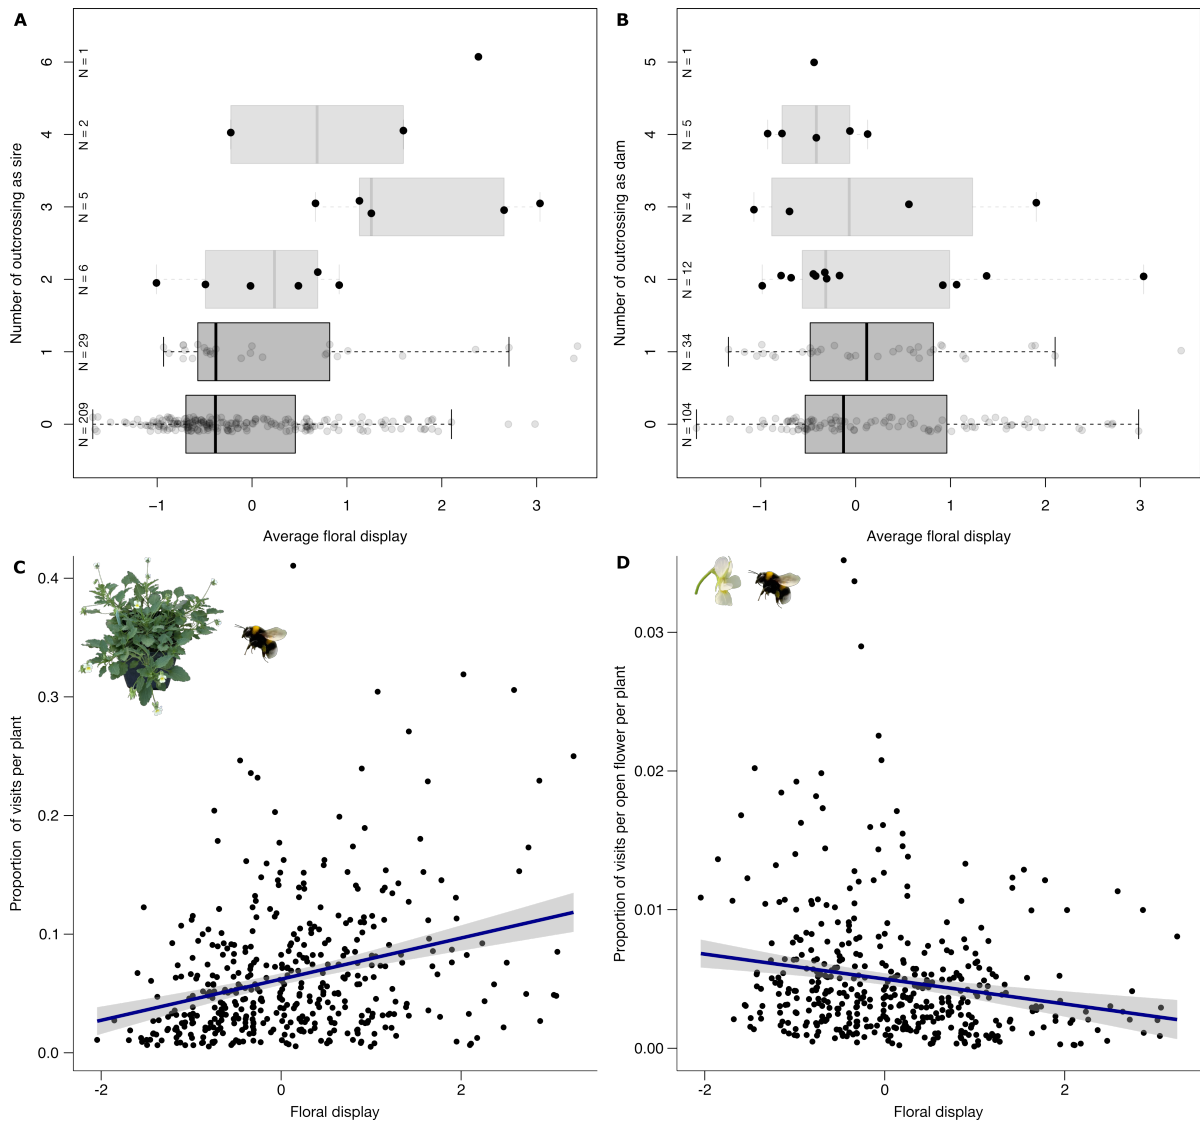 A
Number of outcrossing as sire
6
4
3
2
1
0
N = 1
N = 2
N = 5
N = 6
N = 29
N = 209
−1
0
1
2
3
Average floral display
B
Number of outcrossing as dam
5
4
3
2
1
0
N = 1
N = 5
N = 4
N = 12
N = 34
N = 104
−1
0
1
2
3
Average floral display
C
Proportion of visits per plant
0.4
0.3
0.2
0.1
0.0
-2
0
2
Floral display
D
Proportion of visits per open flower per plant
0.03
0.02
0.01
0.00
-2
0
2
Floral display